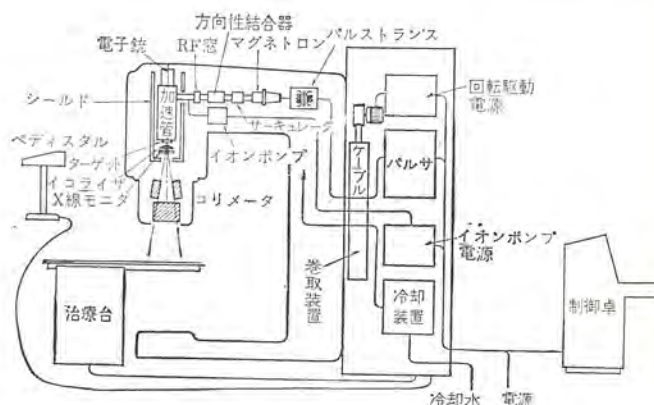 方向性結合器
電子銃
RF窓
マグネトロン
パルストランス
シールド
加速管
サーキュレータ
イオンポンプ
ペディスタル
ターゲット
イコライザ
X線モニタ
コリメータ
回転駆動
電源
パルサ
ケーブル
巻取装置
イオンポンプ
電源
冷却
装置
治療台
制御卓
冷却水
電源